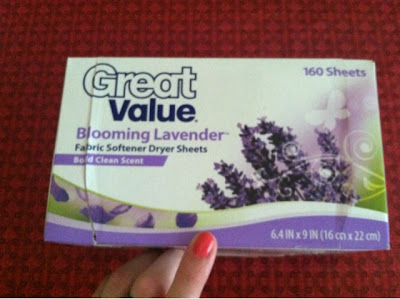 160 Sheets
Great
Value®
Blooming Lavender™
Fabric Softener Dryer Sheets
Bold Clean Scent
6.4 IN x 9 IN (16 cm x 22 cm)